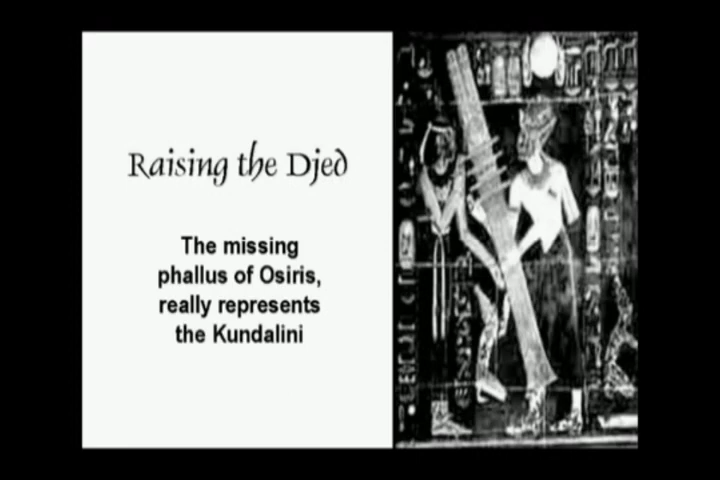 Raising the Djed
The missing
phallus of Osiris,
really represents
the Kundalini